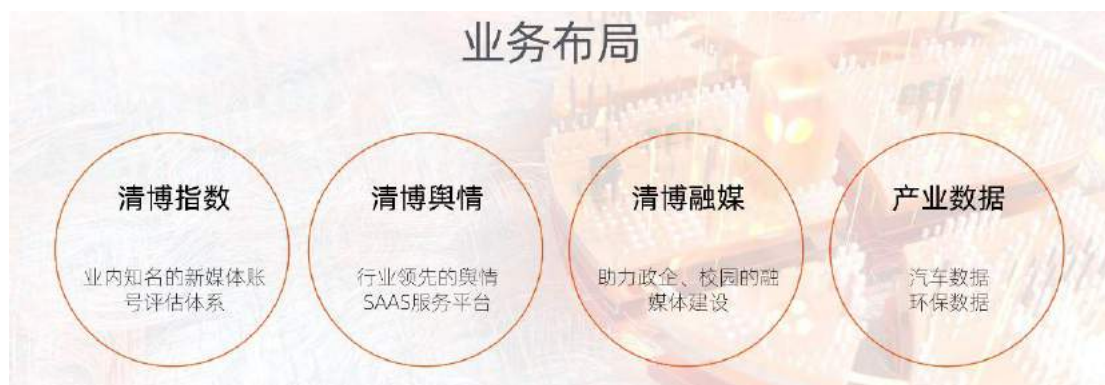 业务布局
清博指数
业内知名的新媒体账
号评估体系
清博舆情
行业领先的舆情
SAAS服务平台
清博融媒
助力政企、校园的融
媒体建设
产业数据
汽车数据
环保数据